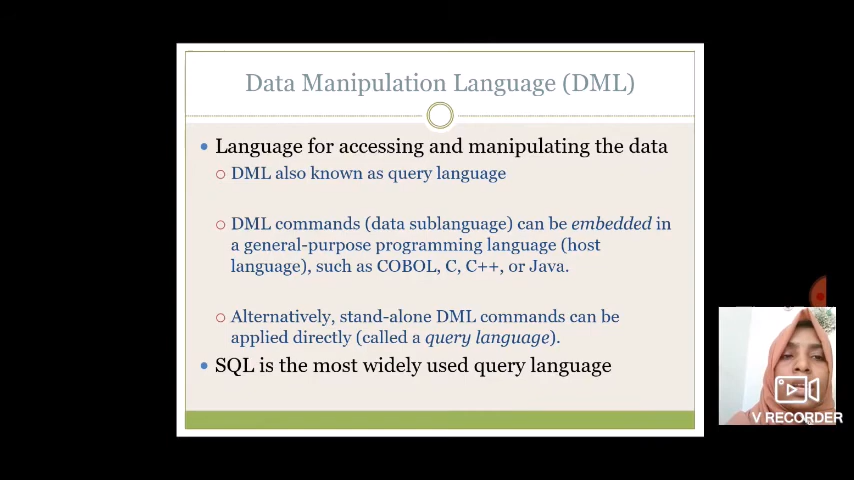 Data Manipulation Language (DML)
Language for accessing and manipulating the data
DML also known as query language
DML commands (data sublanguage) can be embedded in
a general-purpose programming language (host
language), such as COBOL, C, C++, or Java.
Alternatively, stand-alone DML commands can be
applied directly (called a query language).
SQL is the most widely used query language
V RECORDER